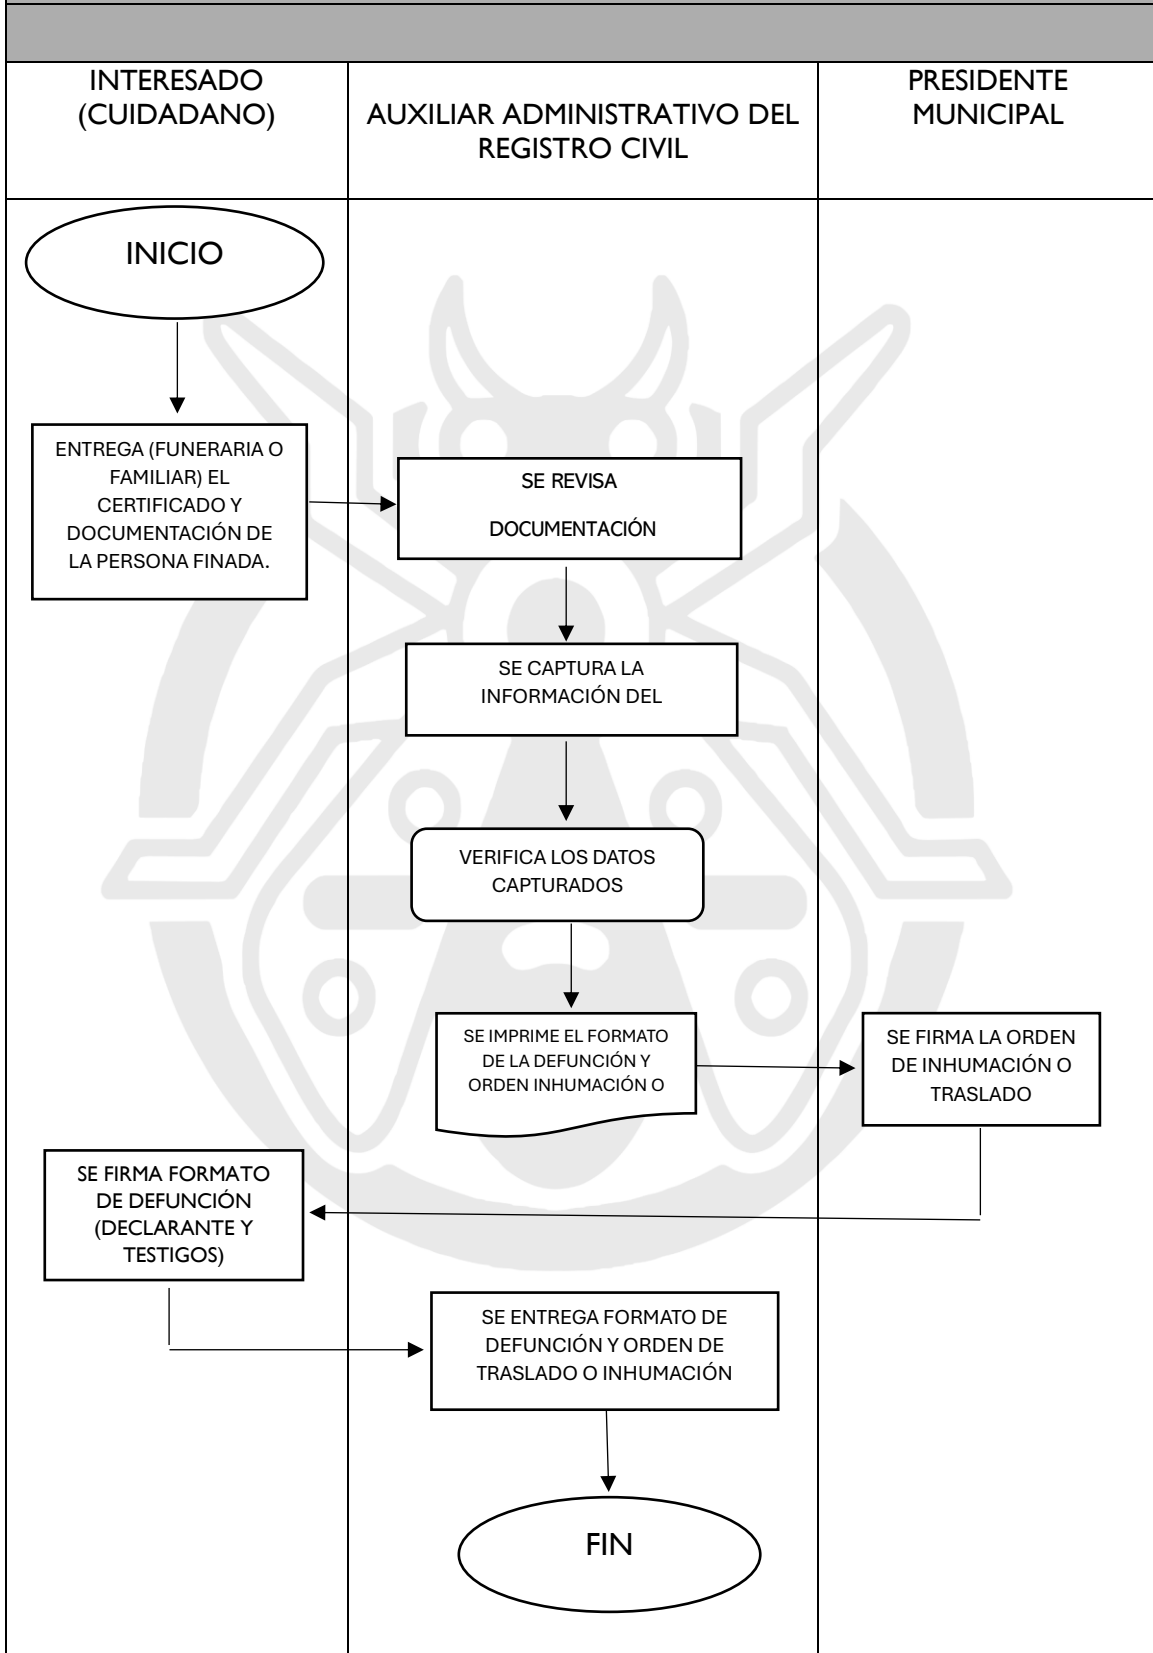 INTERESADO
(CUIDADANO)
AUXILIAR ADMINISTRATIVO DEL
REGISTRO CIVIL
PRESIDENTE
MUNICIPAL
INICIO
ENTREGA (FUNERARIA O
FAMILIAR) EL
CERTIFICADO Y
DOCUMENTACIÓN DE
LA PERSONA FINADA.
SE REVISA
DOCUMENTACIÓN
SE CAPTURA LA
INFORMACIÓN DEL
VERIFICA LOS DATOS
CAPTURADOS
SE IMPRIME EL FORMATO
DE LA DEFUNCIÓN Y
ORDEN INHUMACIÓN O
SE FIRMA LA ORDEN
DE INHUMACIÓN O
TRASLADO
SE FIRMA FORMATO
DE DEFUNCIÓN
(DECLARANTE Y
TESTIGOS)
SE ENTREGA FORMATO DE
DEFUNCIÓN Y ORDEN DE
TRASLADO O INHUMACIÓN
FIN